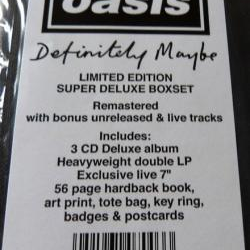 oasis
Definitely Maybe
LIMITED EDITION
SUPER DELUXE BOXSET
Remastered
with bonus unreleased & live tracks
Includes:
3 CD Deluxe album
Heavyweight double LP
Exclusive live 7"
56 page hardback book,
art print, tote bag, key ring,
badges & postcards